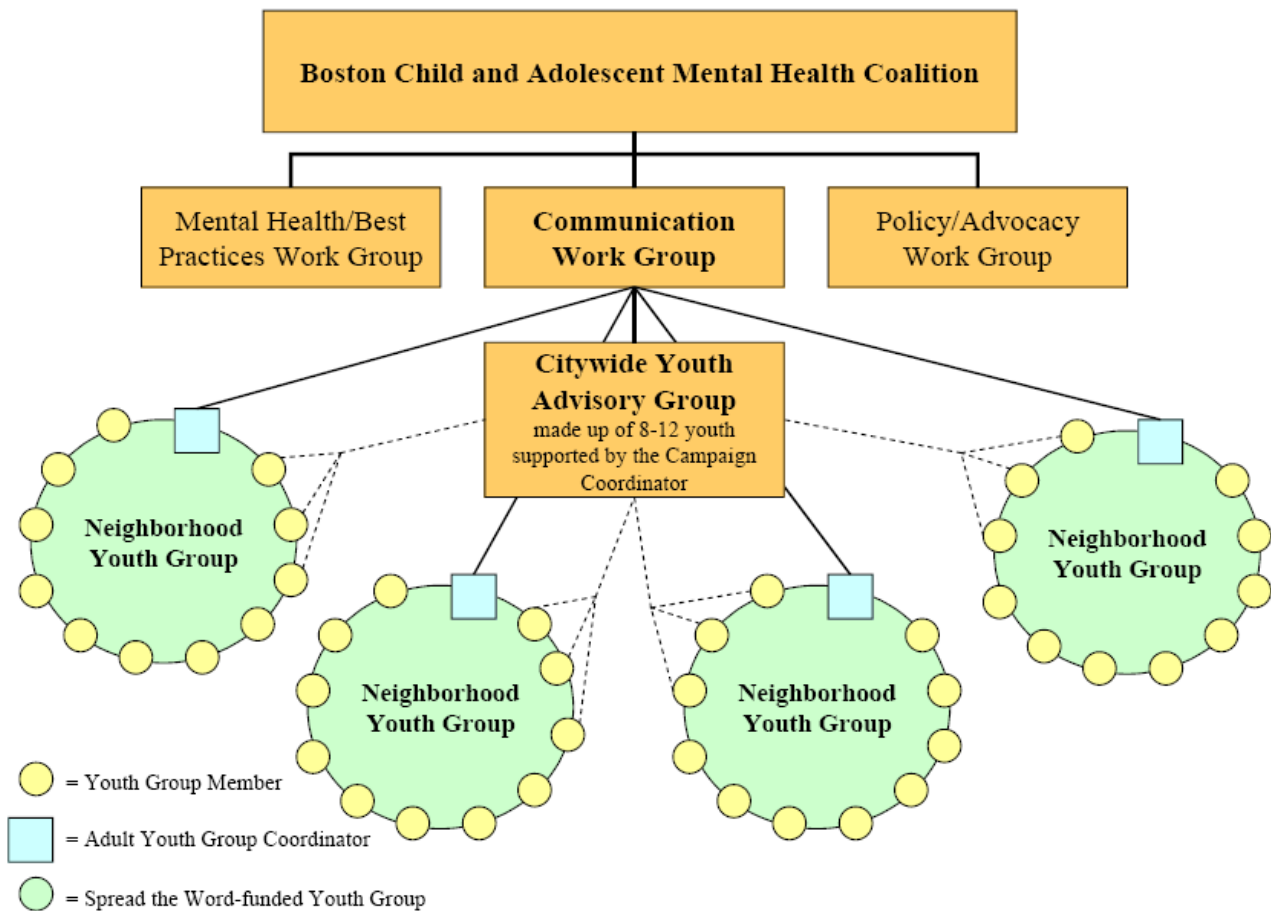 Boston Child and Adolescent Mental Health Coalition
Mental Health/Best
Practices Work Group
Communication
Work Group
Policy/Advocacy
Work Group
Citywide Youth
Advisory Group
made up of 8-12 youth
supported by the Campaign
Coordinator
Neighborhood
Youth Group
Neighborhood
Youth Group
Neighborhood
Youth Group
Neighborhood
Youth Group
= Youth Group Member
= Adult Youth Group Coordinator
= Spread the Word-funded Youth Group